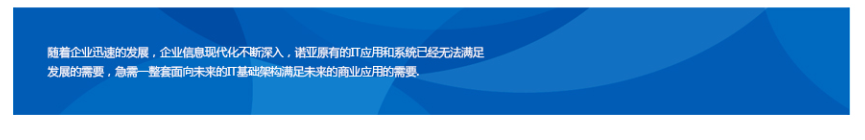 随着企业迅速的发展，企业信息现代化不断深入，诺亚原有的IT应用和系统已经无法满足
发展的需要，急需一整套面向未来的IT基础架构满足未来的商业应用的需要.